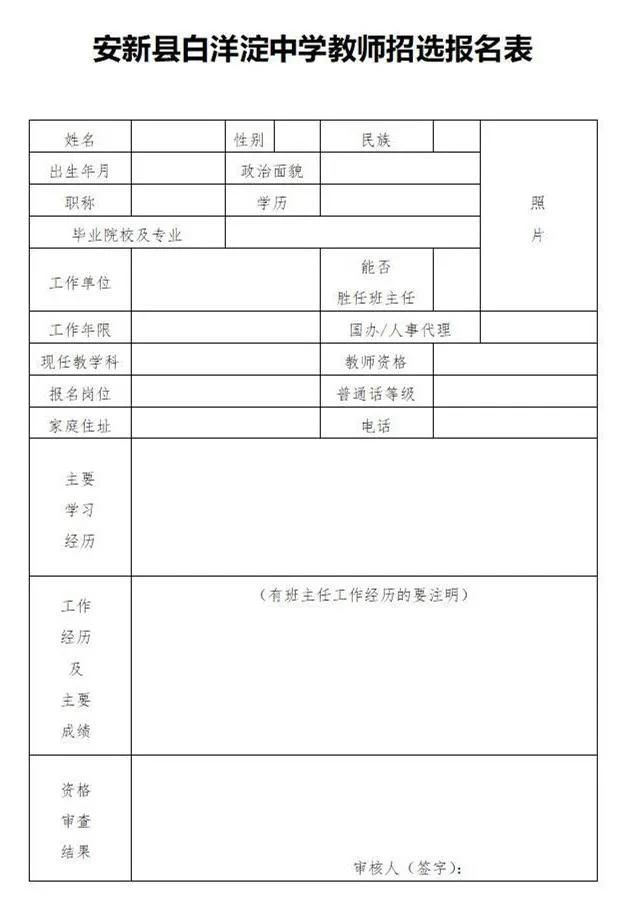 安新县白洋淀中学教师招选报名表
姓名 性别 民族
出生年月 政治面貌
职称 学历
照
片
毕业院校及专业
工作单位
能否
胜任班主任
工作年限 国办/人事代理
现任教学科 教师资格
报名岗位 普通话等级
家庭住址 电话
主要
学习
经历
(有班主任工作经历的要注明)
工作
经历
及
主要
成绩
资格
审查
结果
审核人(签字):